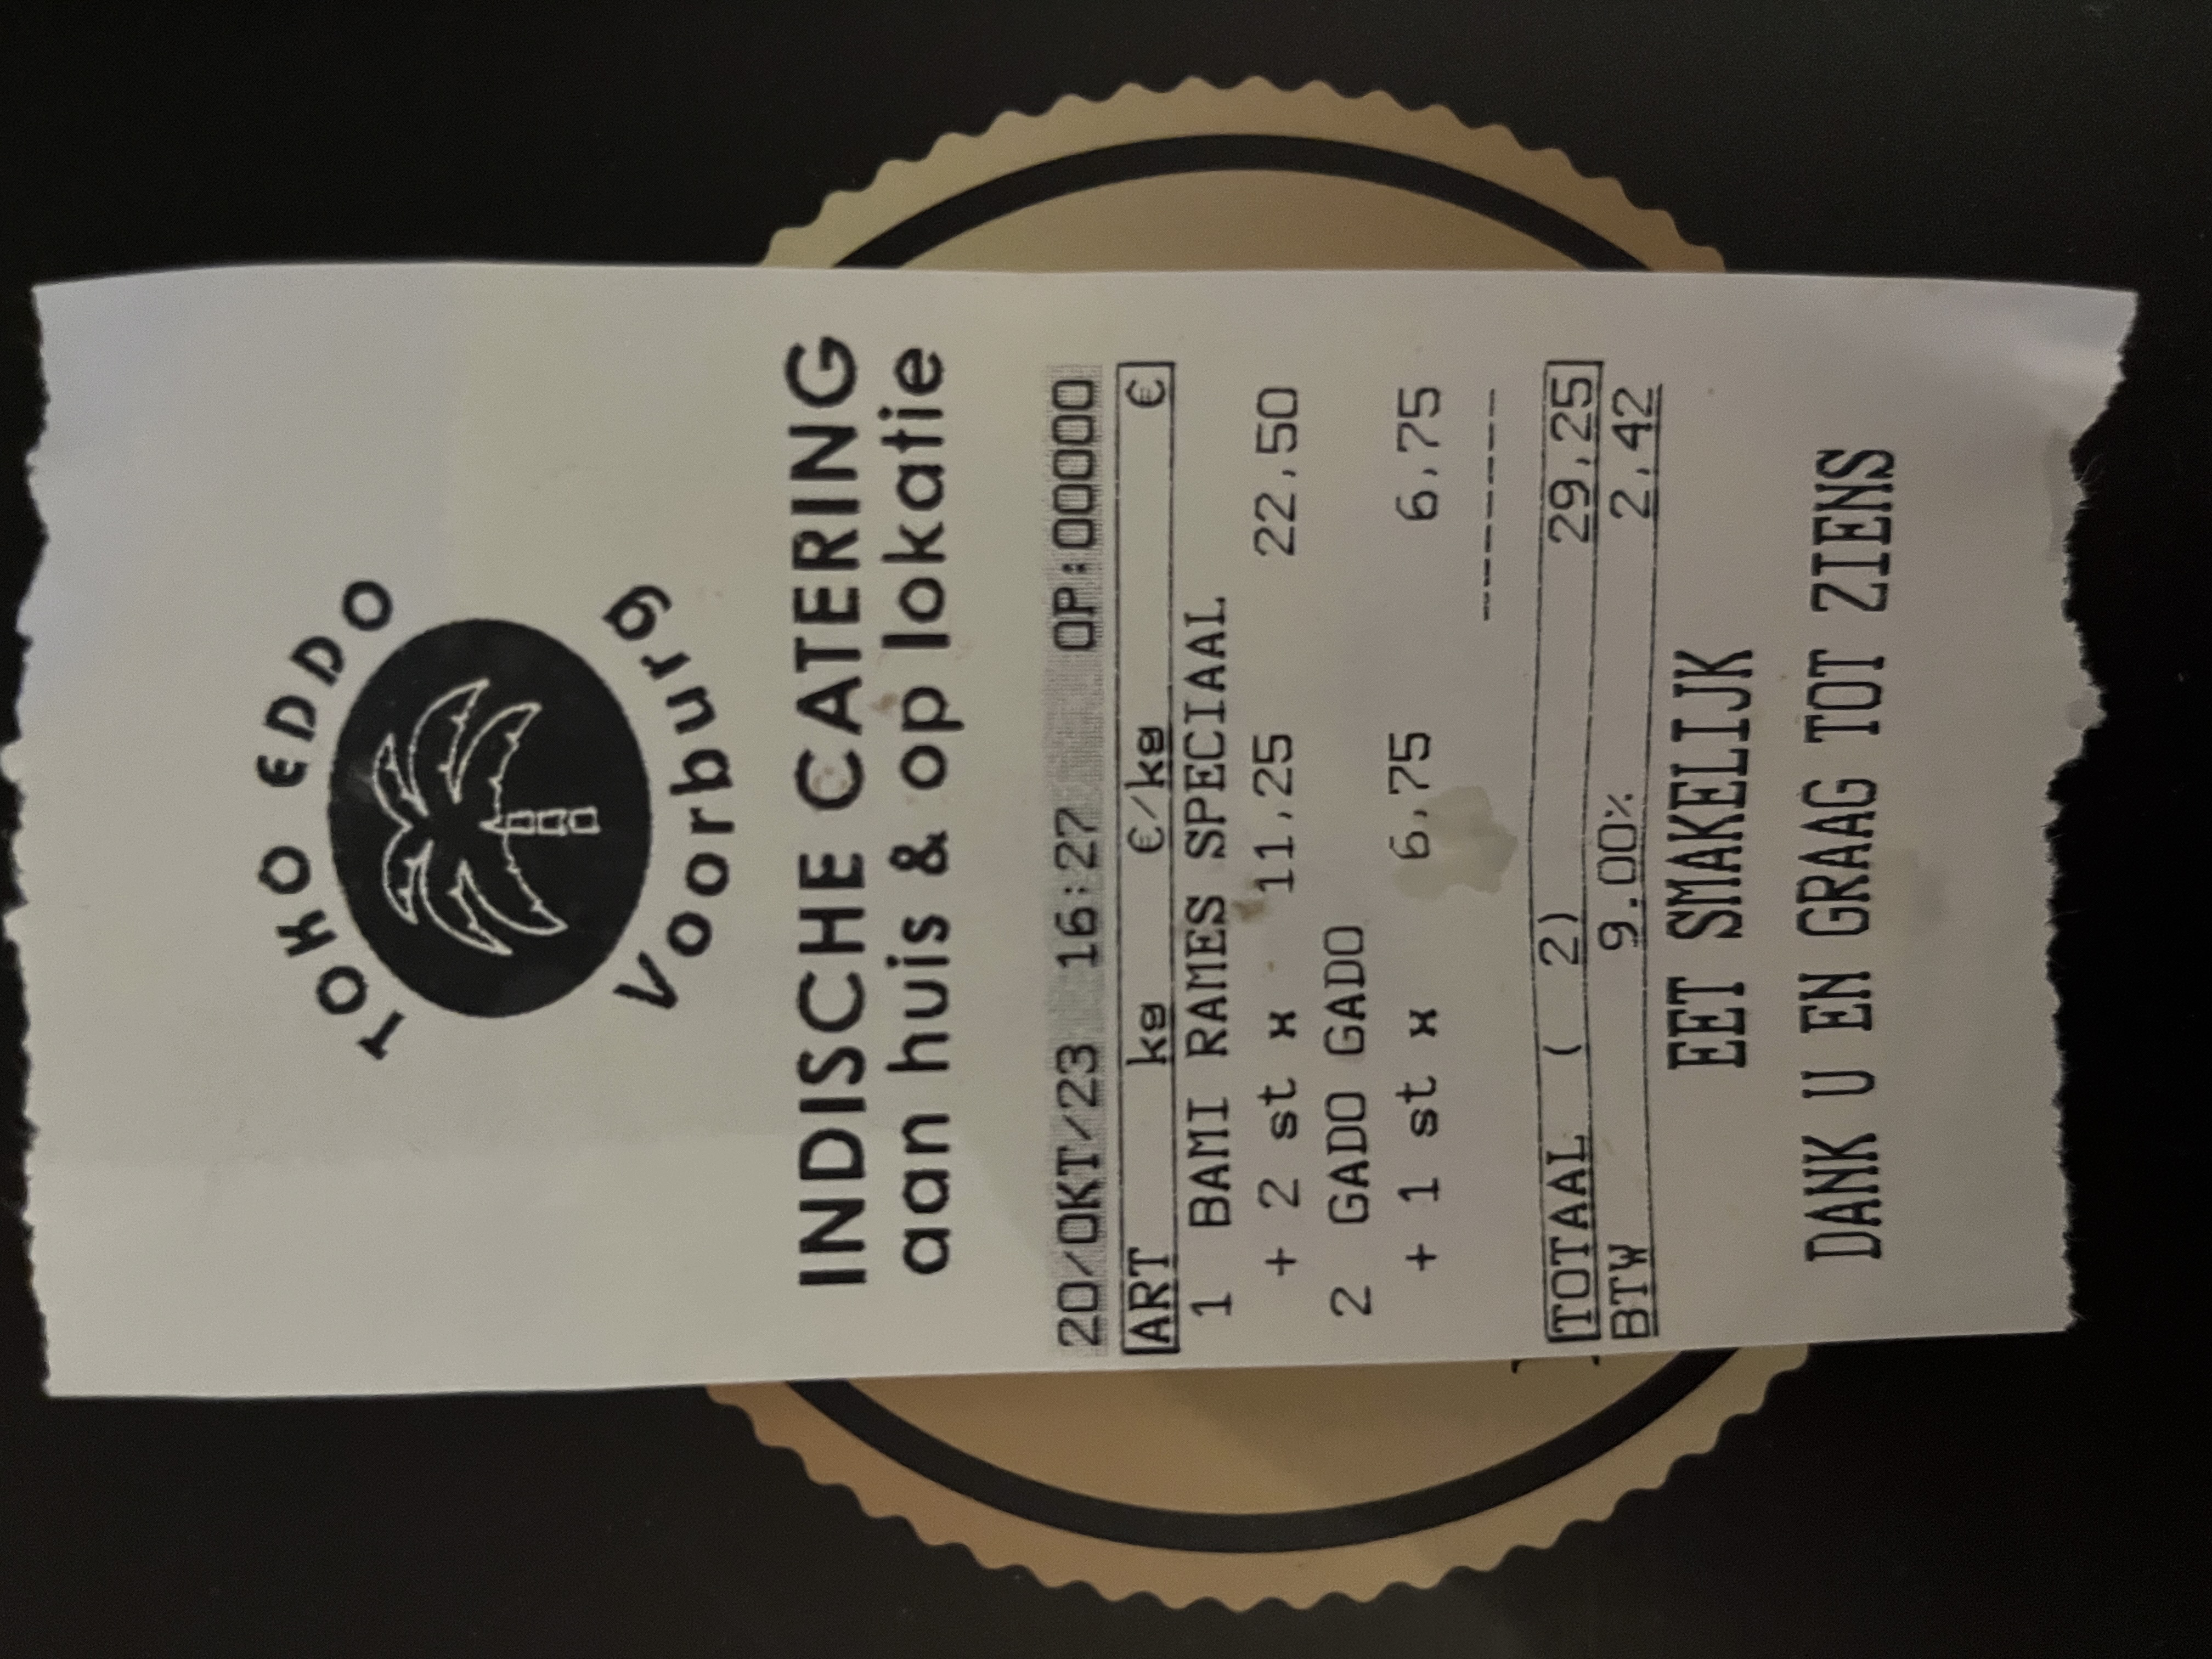 TOKO EDDO
Voorburg
INDISCHE CATERING
aan huis & op lokatie
20/OKT/23 16:27 OP:00000
ART kg €/kg €
1 BAMI RAMES SPECIAAL
+ 2 st x 11,25 22,50
2 GADO GADO
+ 1 st x 6,75 6,75
--------
TOTAAL ( 2) 29,25
BTW 9.00% 2,42
EET SMAKELIJK
DANK U EN GRAAG TOT ZIENS